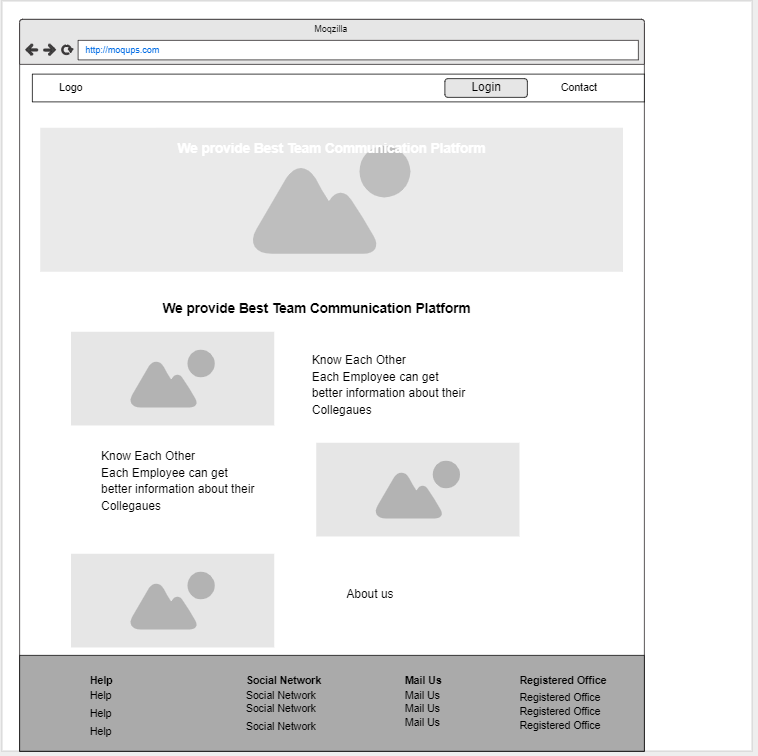 Moqzilla
http://moqups.com
Logo
Login
Contact
We provide Best Team Communication Platform
We provide Best Team Communication Platform
Know Each Other
Each Employee can get
better information about their
Collegaues
Know Each Other
Each Employee can get
better information about their
Collegaues
About us
Help
Help
Help
Help
Social Network
Social Network
Social Network
Social Network
Mail Us
Mail Us
Mail Us
Mail Us
Registered Office
Registered Office
Registered Office
Registered Office